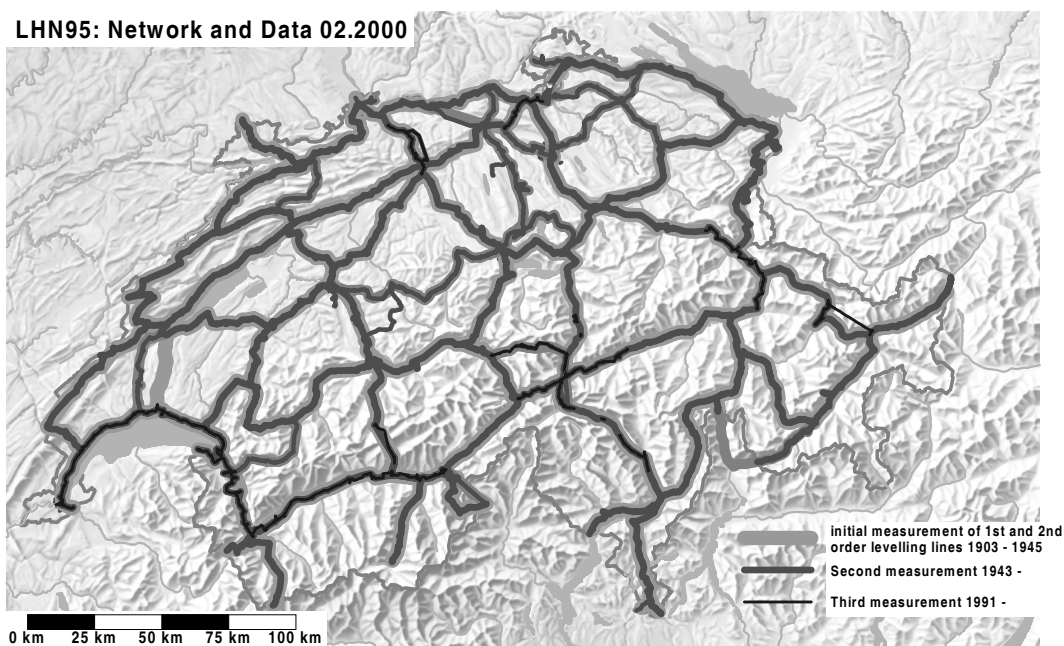 LHN95: Network and Data 02.2000
initial measurement of 1st and 2nd
order levelling lines 1903 - 1945
Second measurement 1943 -
Third measurement 1991 -
0 km 25 km 50 km 75 km 100 km